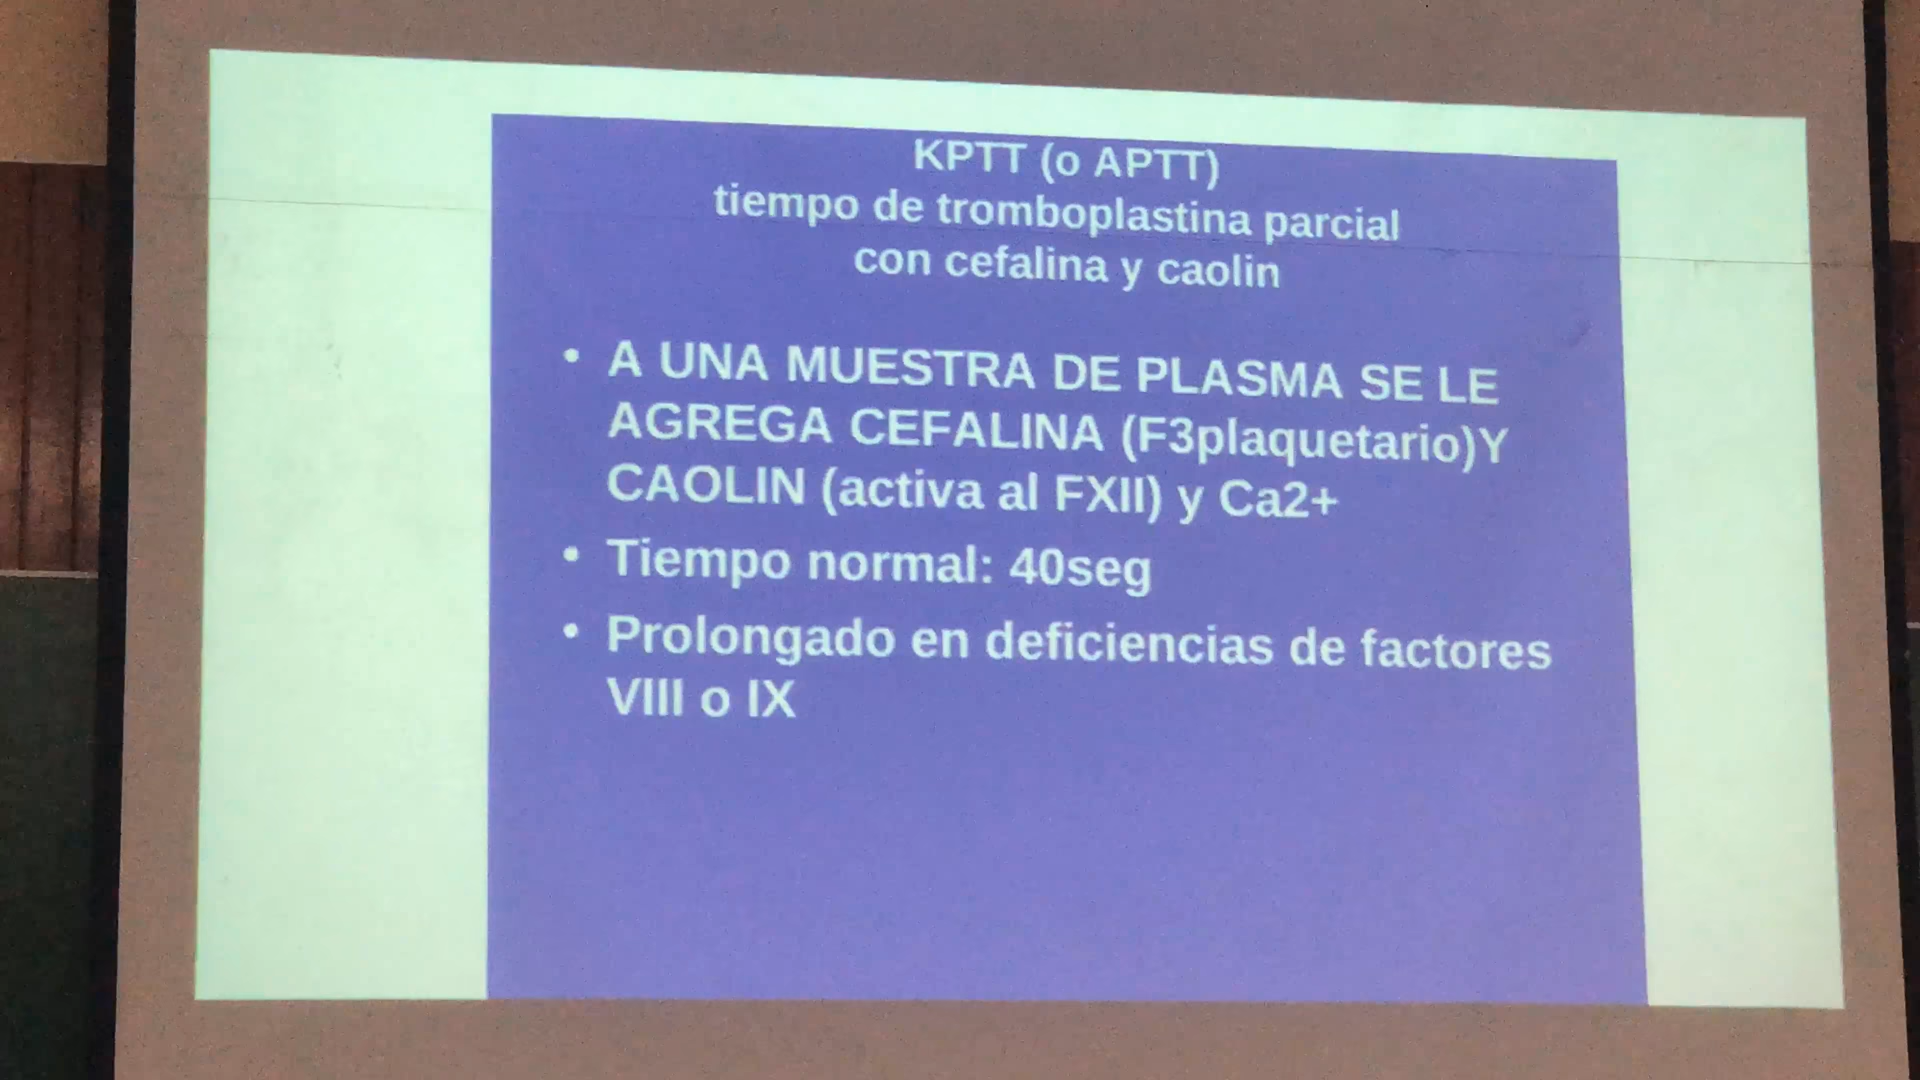 KPTT (o APTT)
tiempo de tromboplastina parcial
con cefalina y caolin
• A UNA MUESTRA DE PLASMA SE LE
AGREGA CEFALINA (F3plaquetario)Y
CAOLIN (activa al FXII) y Ca2+
• Tiempo normal: 40seg
• Prolongado en deficiencias de factores
VIII o IX